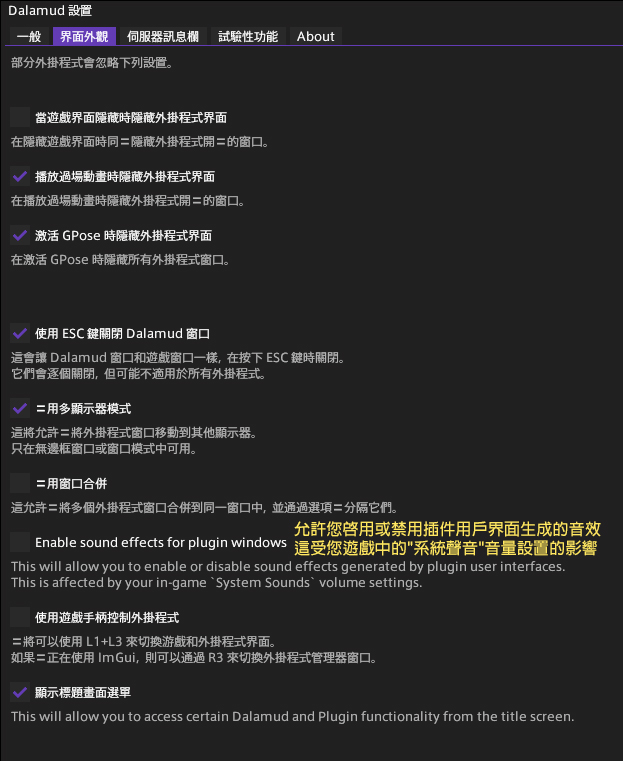 Dalamud 設置
一般 界面外觀 伺服器訊息欄 試驗性功能 About
部分外掛程式會忽略下列設置。
當遊戲界面隱藏時隱藏外掛程式界面
在隱藏遊戲界面時同=隱藏外掛程式開=的窗口。
播放過場動畫時隱藏外掛程式界面
在播放過場動畫時隱藏外掛程式開=的窗口。
激活 GPose 時隱藏外掛程式界面
在激活 GPose 時隱藏所有外掛程式窗口。
使用 ESC 鍵關閉 Dalamud 窗口
這會讓 Dalamud 窗口和遊戲窗口一樣, 在按下 ESC 鍵時關閉。
它們會逐個關閉, 但可能不適用於所有外掛程式。
=用多顯示器模式
這將允許=將外掛程式窗口移動到其他顯示器。
只在無邊框窗口或窗口模式中可用。
=用窗口合併
這允許=將多個外掛程式窗口合併到同一窗口中, 並通過選項=分隔它們。
Enable sound effects for plugin windows
允許您啓用或禁用插件用戶界面生成的音效
這受您遊戲中的"系統聲音"音量設置的影響
This will allow you to enable or disable sound effects generated by plugin user interfaces.
This is affected by your in-game `System Sounds` volume settings.
使用遊戲手柄控制外掛程式
=將可以使用 L1+L3 來切換游戲和外掛程式界面。
如果=正在使用 ImGui, 則可以通過 R3 來切換外掛程式管理器窗口。
顯示標題畫面選單
This will allow you to access certain Dalamud and Plugin functionality from the title screen.